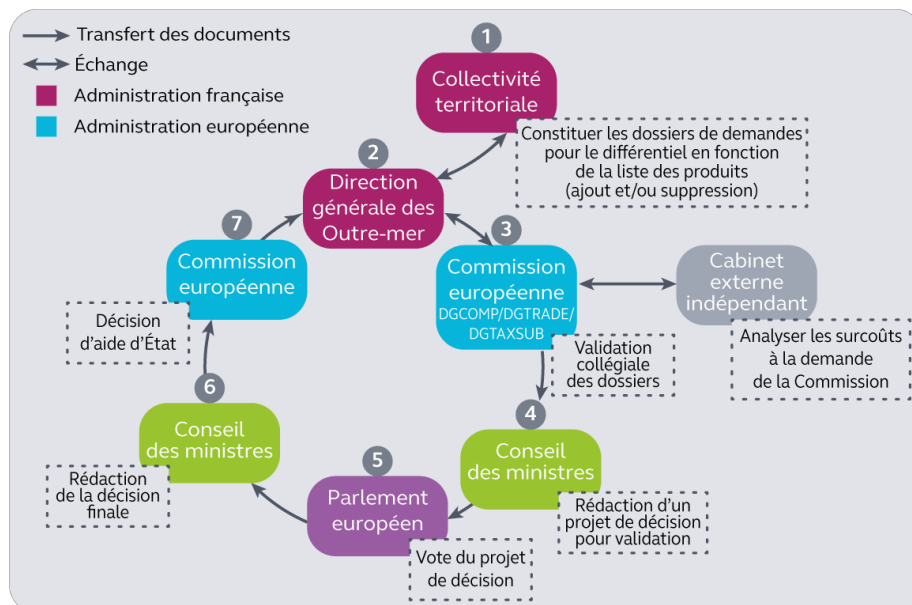 Transfert des documents
Échange
Administration française
Administration européenne
1
Collectivité
territoriale
Constituer les dossiers de demandes
pour le différentiel en fonction
de la liste des produits
(ajout et/ou suppression)
2
Direction
générale des
Outre-mer
3
Commission
européenne
DGCOMP/DGTRADE/
DGTAXSUB
Validation
collégiale
des dossiers
Cabinet
externe
indépendant
Analyser les surcoûts
à la demande
de la Commission
4
Conseil
des ministres
Rédaction d’un
projet de décision
pour validation
5
Parlement
européen
Vote du projet
de décision
6
Conseil
des ministres
Rédaction
de la décision
finale
7
Commission
européenne
Décision
d’aide d’État